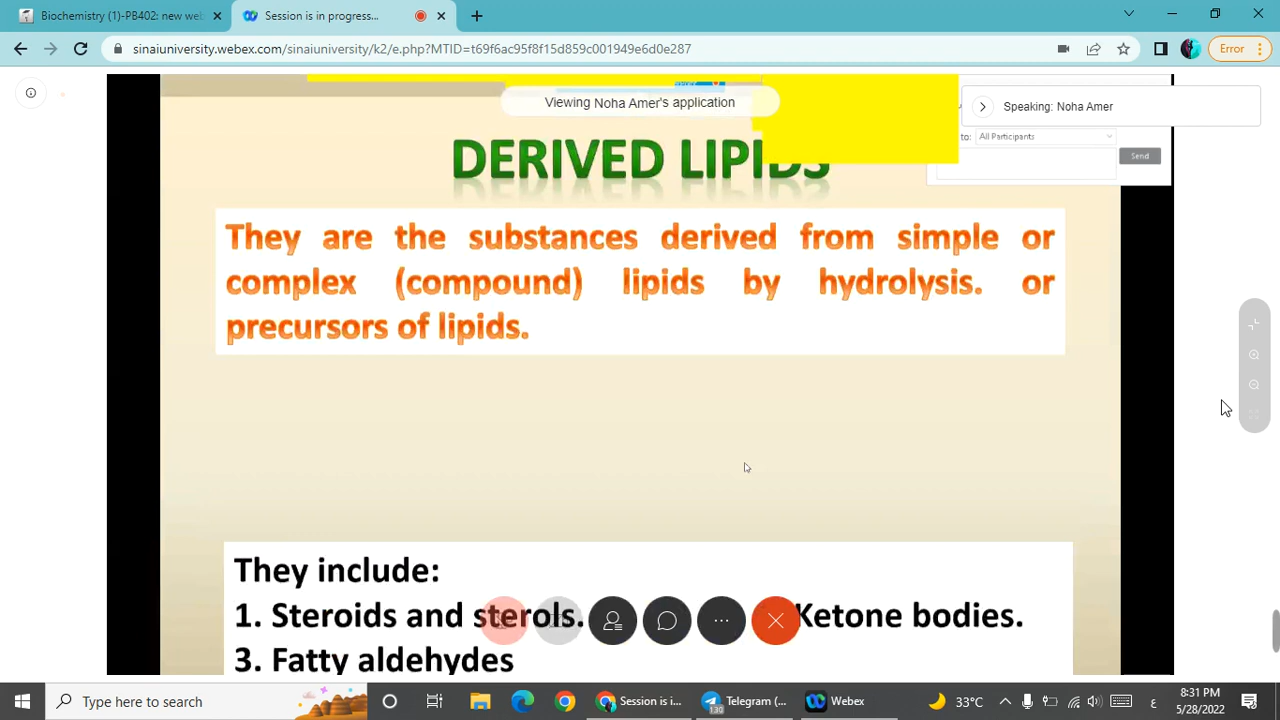 Biochemistry (1)-PB402: new web
Session is in progress...
sinaiuniversity.webex.com/sinaiuniversity/k2/e.php?MTID=t69f6ac95f8f15d859c001949e6d0e287
Error
Viewing Noha Amer's application
Speaking: Noha Amer
to: All Participants
Send
DERIVED LIPIDS
They are the substances derived from simple or
complex (compound) lipids by hydrolysis. or
precursors of lipids.
They include:
1. Steroids and sterols. Ketone bodies.
3. Fatty aldehydes
Type here to search
Session is i...
Telegram (...
130
Webex
33°C
ع
8:31 PM
5/28/2022